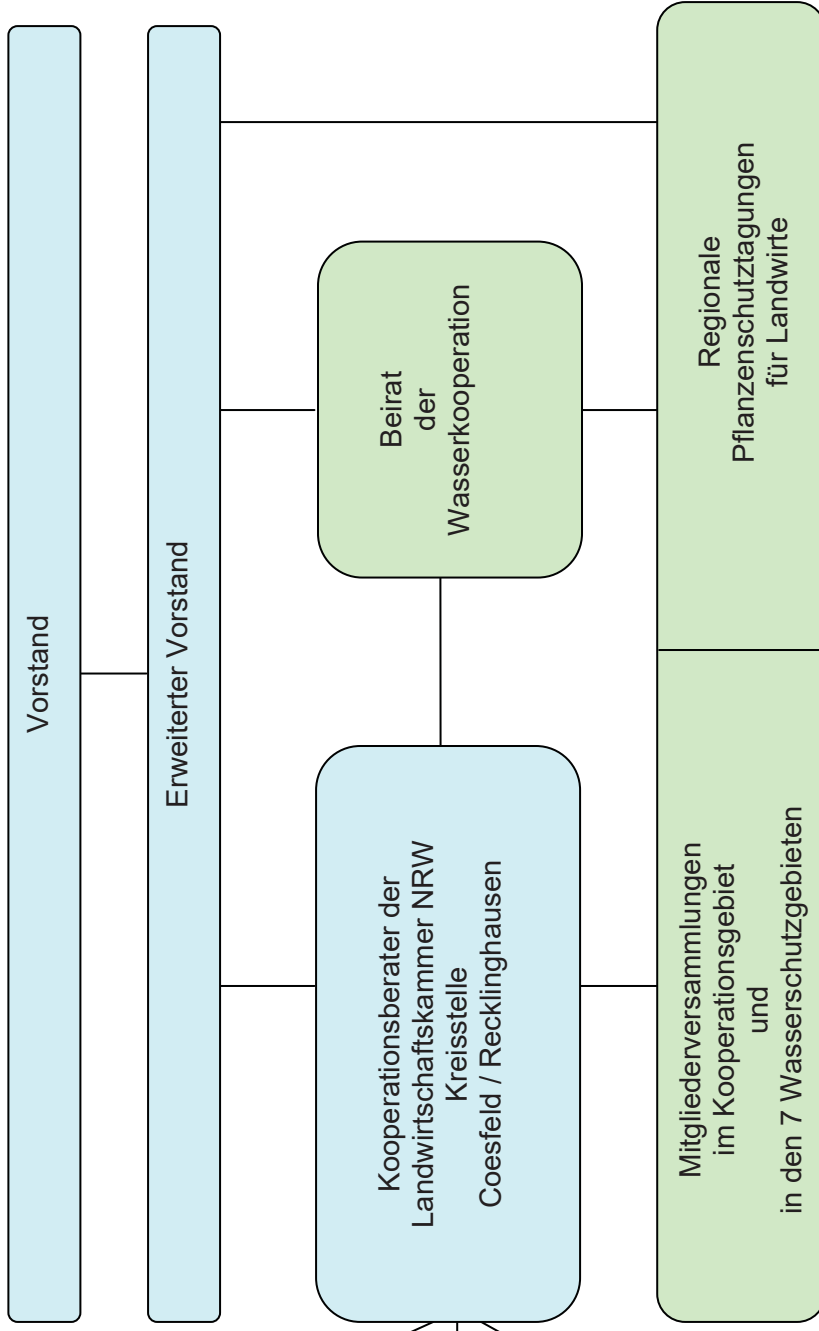 Vorstand
Erweiterter Vorstand
Kooperationsberater der
Landwirtschaftskammer NRW
Kreisstelle
Coesfeld / Recklinghausen
Beirat
der
Wasserkooperation
Mitgliederversammlungen
im Kooperationsgebiet
und
in den 7 Wasserschutzgebieten
Regionale
Pflanzenschutztagungen
für Landwirte